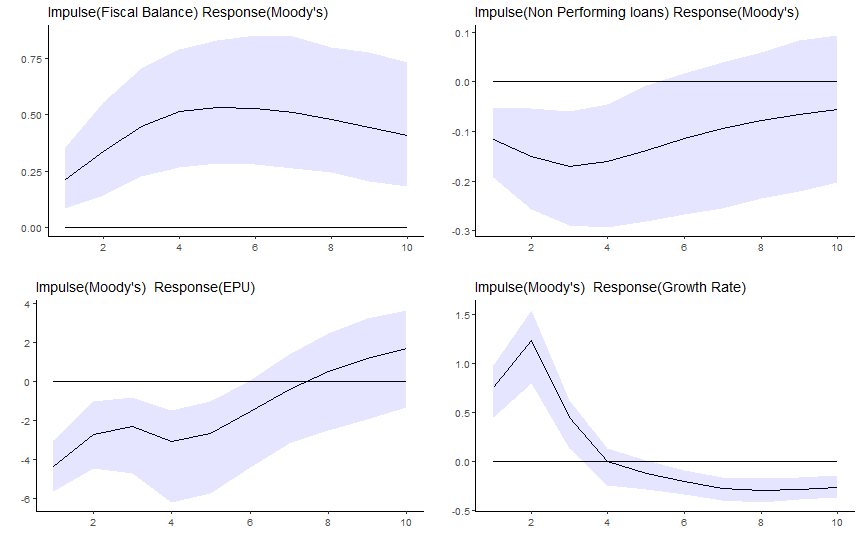 Impulse(Fiscal Balance) Response(Moody's)
0.75
0.50
0.25
0.00
2 4 6 8 10
Impulse(Non Performing loans) Response(Moody's)
0.1
0.0
-0.1
-0.2
-0.3
2 4 6 8 10
Impulse(Moody's)  Response(EPU)
4
2
0
-2
-4
-6
2 4 6 8 10
Impulse(Moody's)  Response(Growth Rate)
1.5
1.0
0.5
0.0
-0.5
2 4 6 8 10